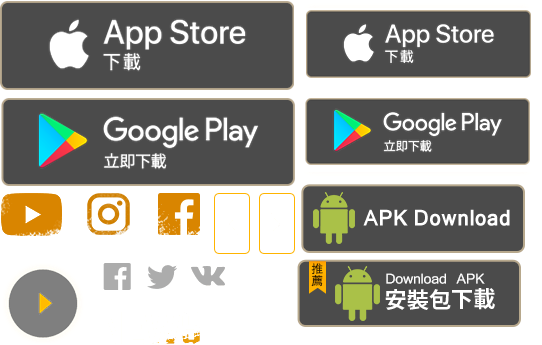 App Store
下載
App Store
下載
Google Play
立即下載
Google Play
立即下載
APK Download
推薦
Download APK
安裝包下載